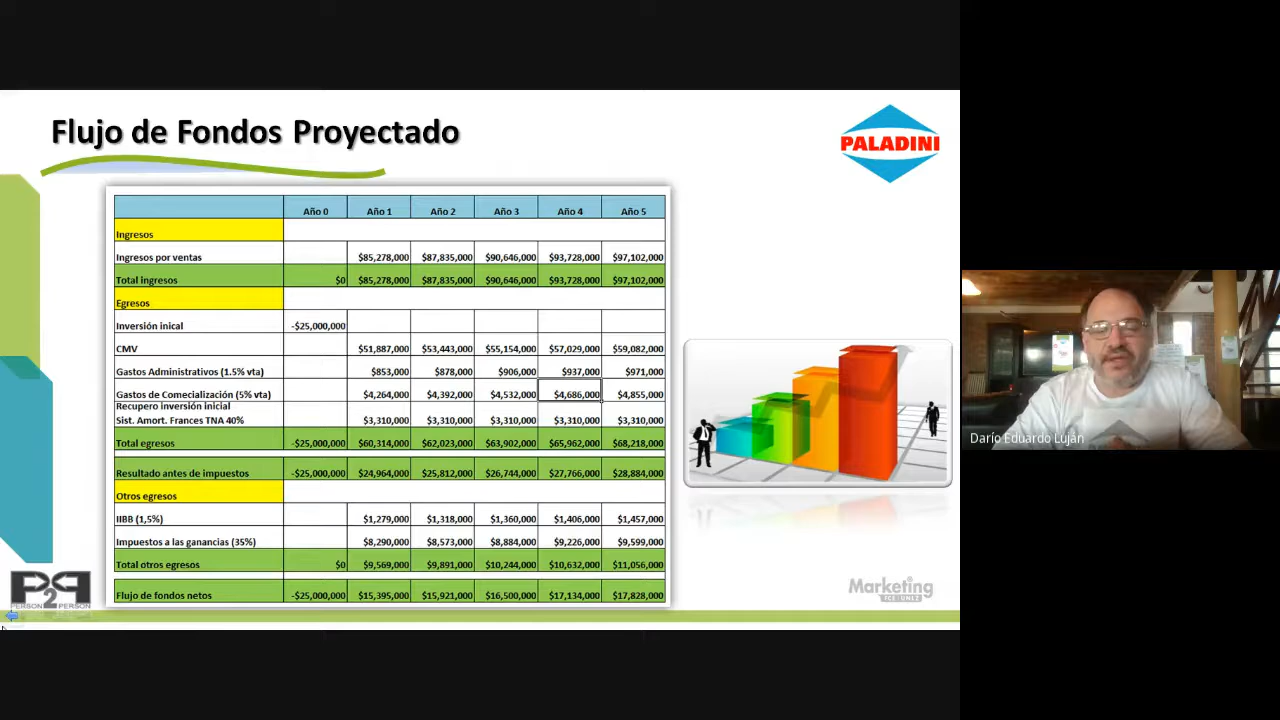 Flujo de Fondos Proyectado
PALADINI
Año 0 Año 1 Año 2 Año 3 Año 4 Año 5
Ingresos
Ingresos por ventas $85,278,000 $87,835,000 $90,646,000 $93,728,000 $97,102,000
Total ingresos $0 $85,278,000 $87,835,000 $90,646,000 $93,728,000 $97,102,000
Egresos
Inversión inical -$25,000,000
CMV $51,887,000 $53,443,000 $55,154,000 $57,029,000 $59,082,000
Gastos Administrativos (1.5% vta) $853,000 $878,000 $906,000 $937,000 $971,000
Gastos de Comecialización (5% vta) $4,264,000 $4,392,000 $4,532,000 $4,686,000 $4,855,000
Recupero inversión inicial
Sist. Amort. Frances TNA 40% $3,310,000 $3,310,000 $3,310,000 $3,310,000 $3,310,000
Total egresos -$25,000,000 $60,314,000 $62,023,000 $63,902,000 $65,962,000 $68,218,000
Resultado antes de impuestos -$25,000,000 $24,964,000 $25,812,000 $26,744,000 $27,766,000 $28,884,000
Otros egresos
IIBB (1,5%) $1,279,000 $1,318,000 $1,360,000 $1,406,000 $1,457,000
Impuestos a las ganancias (35%) $8,290,000 $8,573,000 $8,884,000 $9,226,000 $9,599,000
Total otros egresos $0 $9,569,000 $9,891,000 $10,244,000 $10,632,000 $11,056,000
Flujo de fondos netos -$25,000,000 $15,395,000 $15,921,000 $16,500,000 $17,134,000 $17,828,000
P2P
PERSON 2 PERSON
Marketing
FCE-UNLZ
Darío Eduardo Luján